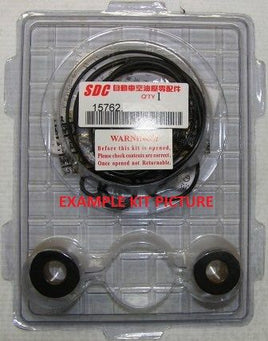 SDC 自動車空油壓零配件
QTY 1
15762
WARNING!!
Before this kit is opened.
Please check contents are correct.
Once opened not Returnable.
EXAMPLE KIT PICTURE